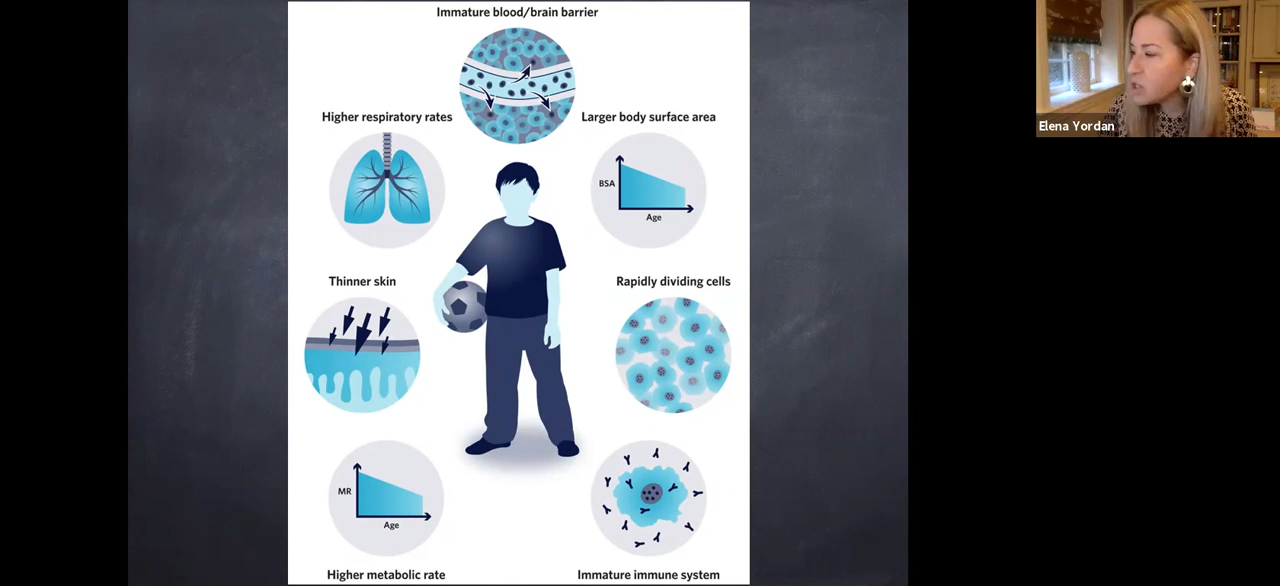 Immature blood/brain barrier
Higher respiratory rates
Larger body surface area
BSA
Age
Thinner skin
Rapidly dividing cells
MR
Age
Higher metabolic rate
Immature immune system
Elena Yordan